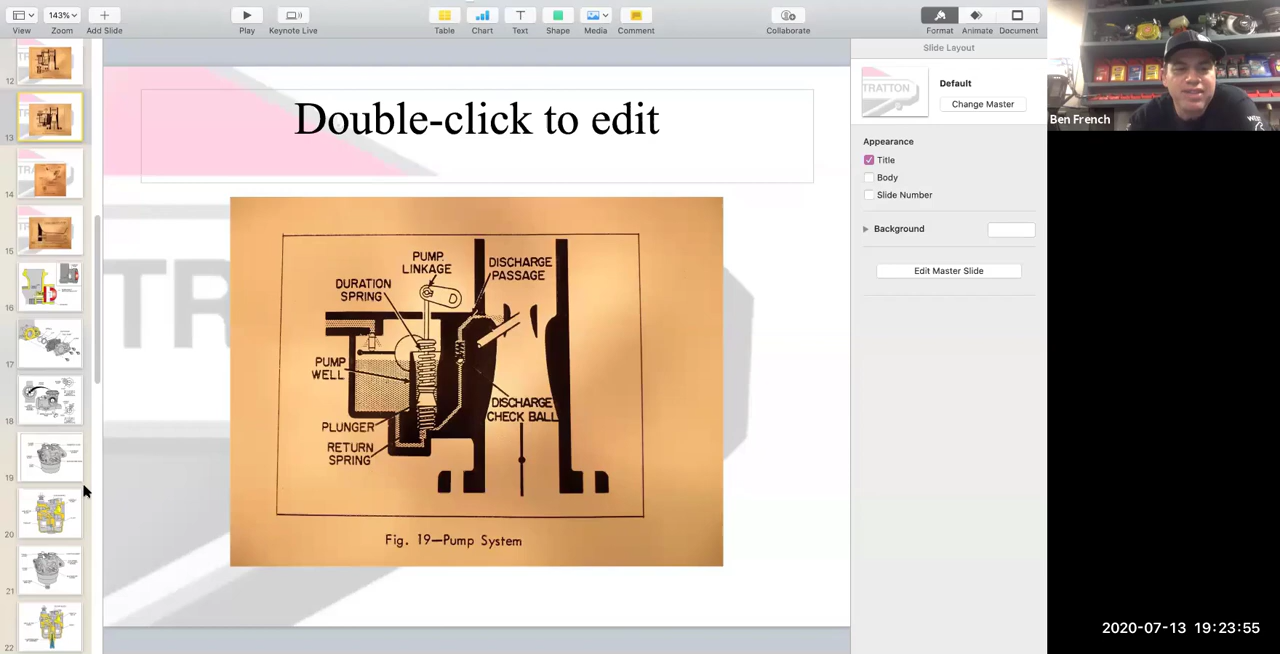 143%
View
Zoom
Add Slide
Play
Keynote Live
Table
Chart
Text
Shape
Media
Comment
Collaborate
Format
Animate
Document
Slide Layout
TRATTON
Default
Change Master
Appearance
Title
Body
Slide Number
Background
Edit Master Slide
Ben French
12
13
14
15
16
17
18
19
20
21
22
Double-click to edit
TR
PUMP
LINKAGE
DISCHARGE
PASSAGE
DURATION
SPRING
PUMP
WELL
DISCHARGE
CHECK BALL
PLUNGER
RETURN
SPRING
Fig. 19—Pump System
2020-07-13 19:23:55